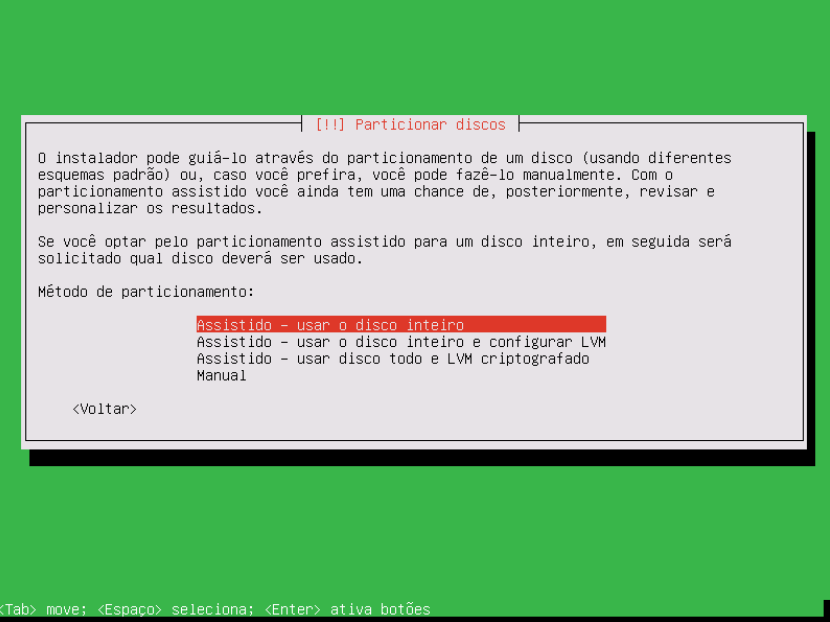 [!!] Particionar discos
O instalador pode guiá-lo através do particionamento de um disco (usando diferentes
esquemas padrão) ou, caso você prefira, você pode fazê-lo manualmente. Com o
particionamento assistido você ainda tem uma chance de, posteriormente, revisar e
personalizar os resultados.
Se você optar pelo particionamento assistido para um disco inteiro, em seguida será
solicitado qual disco deverá ser usado.
Método de particionamento:
Assistido - usar o disco inteiro
Assistido - usar o disco inteiro e configurar LVM
Assistido - usar disco todo e LVM criptografado
Manual
<Voltar>
<Tab> move; <Espaço> seleciona; <Enter> ativa botões